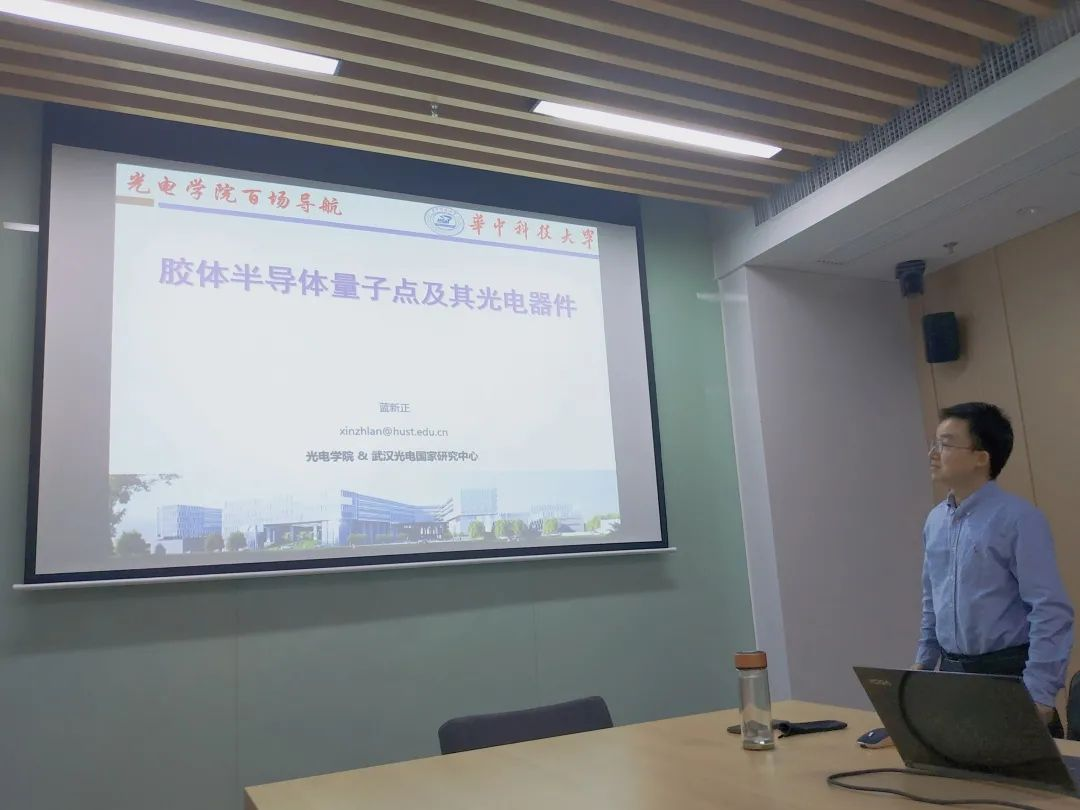 光电学院百场导航
華中科技大學
胶体半导体量子点及其光电器件
蓝新正
xinzhlan@hust.edu.cn
光电学院 & 武汉光电国家研究中心
YOGA